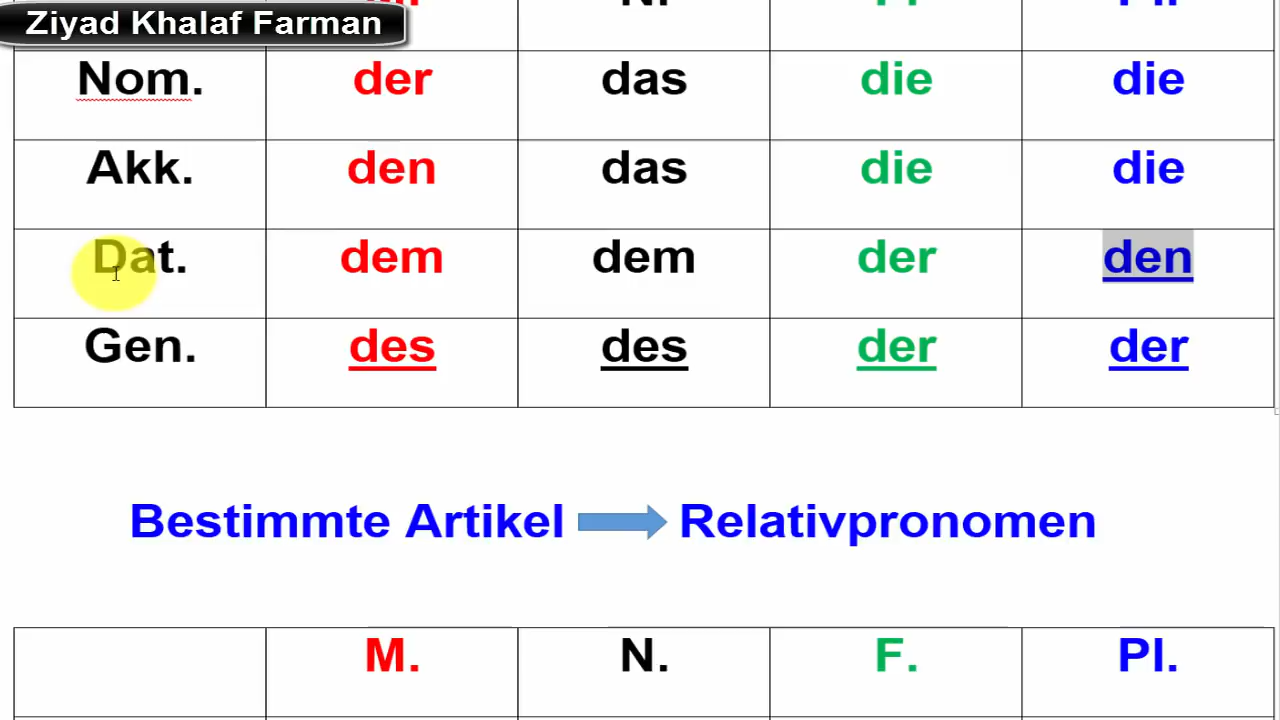 Ziyad Khalaf Farman
Nom. der das die die
Akk. den das die die
Dat. dem dem der den
Gen. des des der der
Bestimmte Artikel Relativpronomen
M. N. F. Pl.